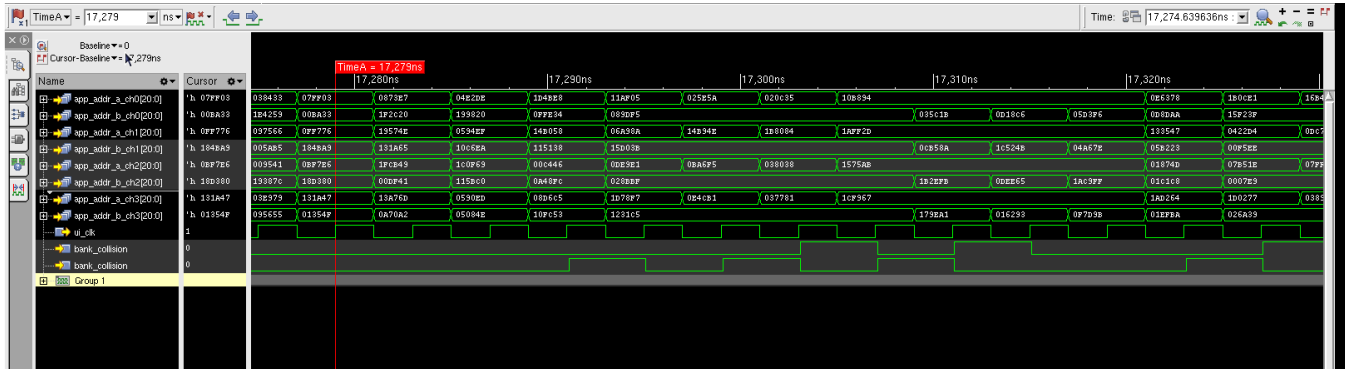 TimeA = 17,279 ns Time: 17,274.639636ns :
Baseline = 0
Cursor-Baseline = 17,279ns
TimeA = 17,279ns
Name Cursor 17,280ns 17,290ns 17,300ns 17,310ns 17,320ns
app_addr_a_ch0[20:0] 'h 07FF03 038433 07FF03 0873E7 04E2DE 1D4BE8 11AF05 025E5A 020C35 10B894 0E6378 1B0CE1 16B4
app_addr_b_ch0[20:0] 'h 00BA33 1E4259 00BA33 1F2C20 199820 0FFE34 089DF5 035C1B 0D18C6 05D3F6 0D8DAA 15F23F
app_addr_a_ch1[20:0] 'h 0FF776 097566 0FF776 19574E 0594EF 14B058 06A98A 14B94E 1B8084 1AFF2D 133547 0422D4 0DC7
app_addr_b_ch1[20:0] 'h 184BA9 005AB5 184BA9 131A65 10C6EA 115138 15D03B 0CB58A 1C524B 04A67E 05B223 00F5EE
app_addr_a_ch2[20:0] 'h 0BF7E6 009541 0BF7E6 1FCB49 1C0F69 00C446 0DE9E1 0BA6F5 038038 1575AB 01874D 07B51E 07FF
app_addr_b_ch2[20:0] 'h 18D380 19387C 18D380 00DF41 115BC0 0A48FC 028BBF 1B2EFB 0DEE65 1AC9FF 01C1C8 0007E9
app_addr_a_ch3[20:0] 'h 131A47 03E979 131A47 13A76D 0590ED 08D6C5 1D78F7 0E4CB1 037781 1CF967 1AD264 1D0277 0385
app_addr_b_ch3[20:0] 'h 01354F 095655 01354F 0A70A2 05084E 10FC53 1231C5 179EA1 016293 0F7D9B 01EFBA 026A39
ui_clk 1
bank_collision 0
bank_collision 0
Group 1